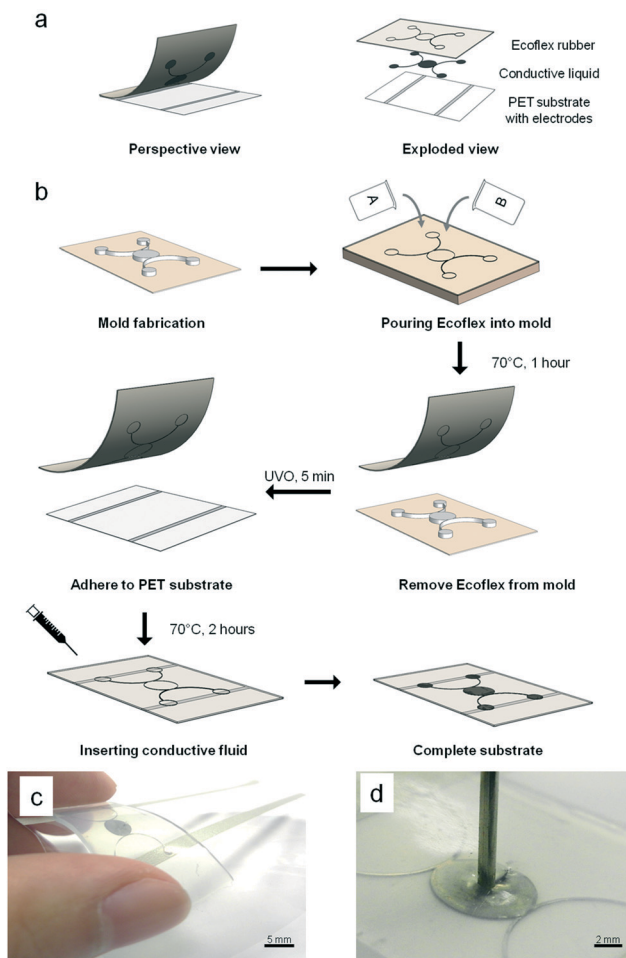 a
Ecoflex rubber
Conductive liquid
PET substrate
with electrodes
Perspective view
Exploded view
b
A
B
Mold fabrication
Pouring Ecoflex into mold
70°C, 1 hour
UVO, 5 min
Adhere to PET substrate
Remove Ecoflex from mold
70°C, 2 hours
Inserting conductive fluid
Complete substrate
c
d
5 mm
2 mm